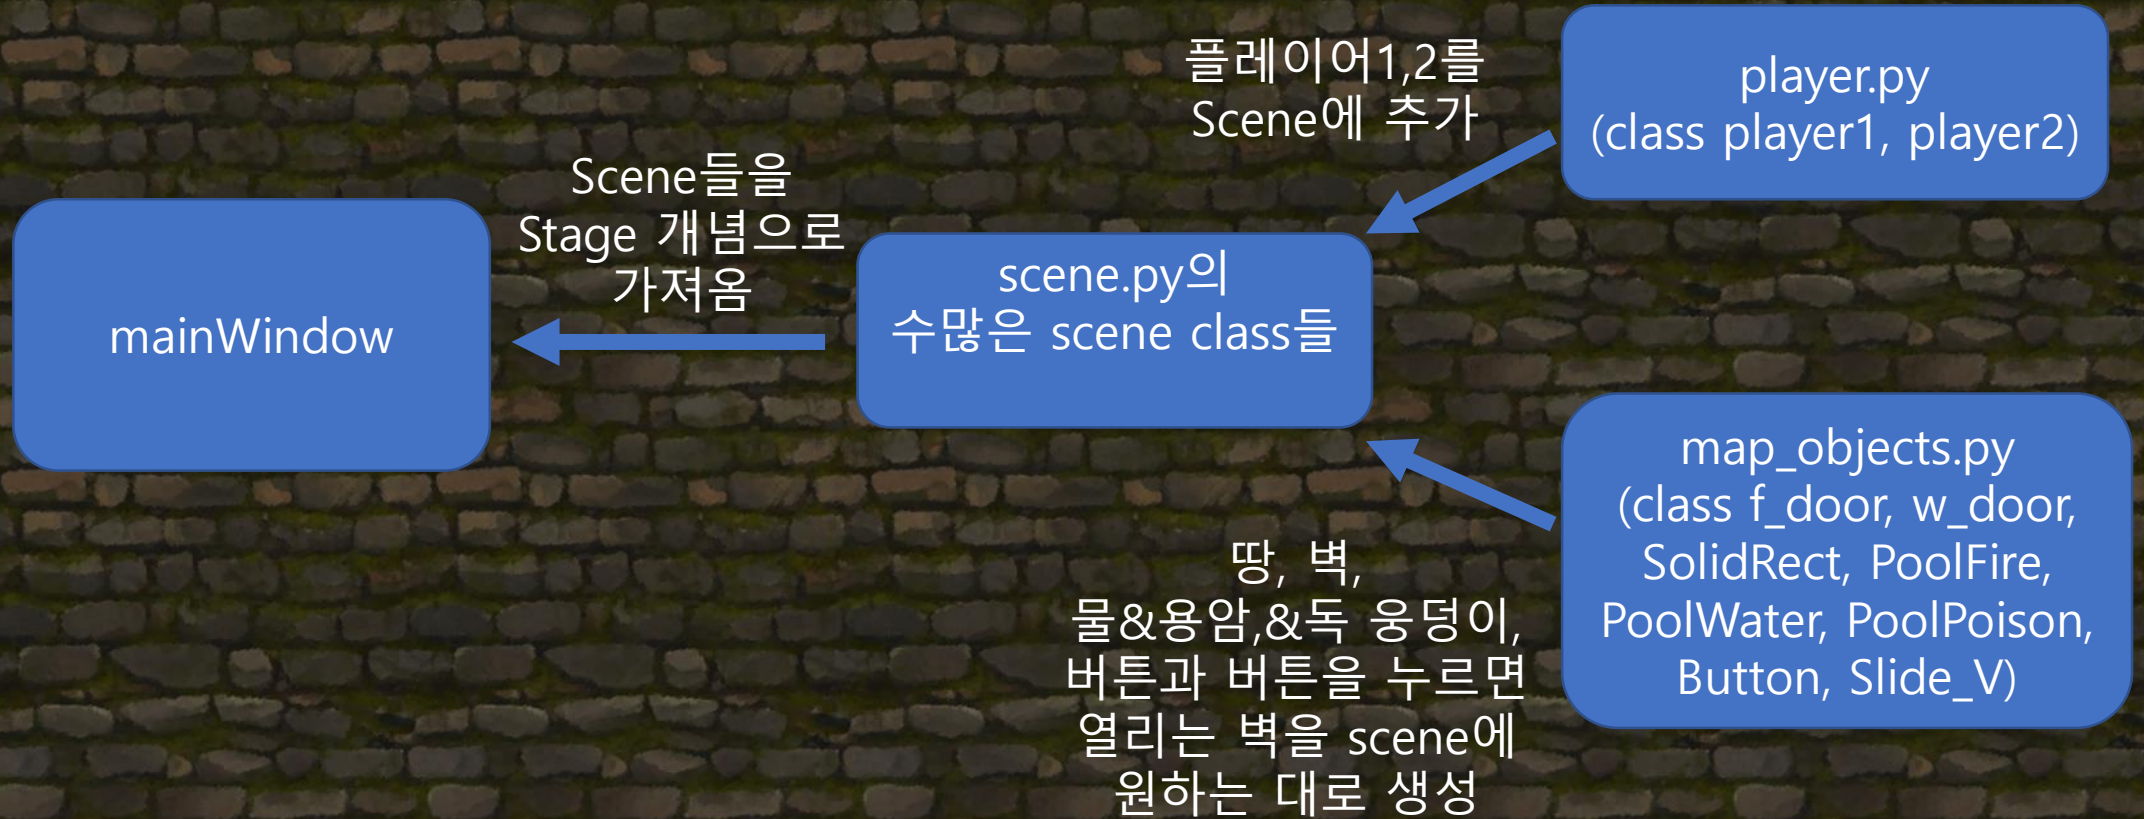 mainWindow
Scene들을
Stage 개념으로
가져옴
scene.py의
수많은 scene class들
플레이어1,2를
Scene에 추가
player.py
(class player1, player2)
땅, 벽,
물&용암,&독 웅덩이,
버튼과 버튼을 누르면
열리는 벽을 scene에
원하는 대로 생성
map_objects.py
(class f_door, w_door,
SolidRect, PoolFire,
PoolWater, PoolPoison,
Button, Slide_V)